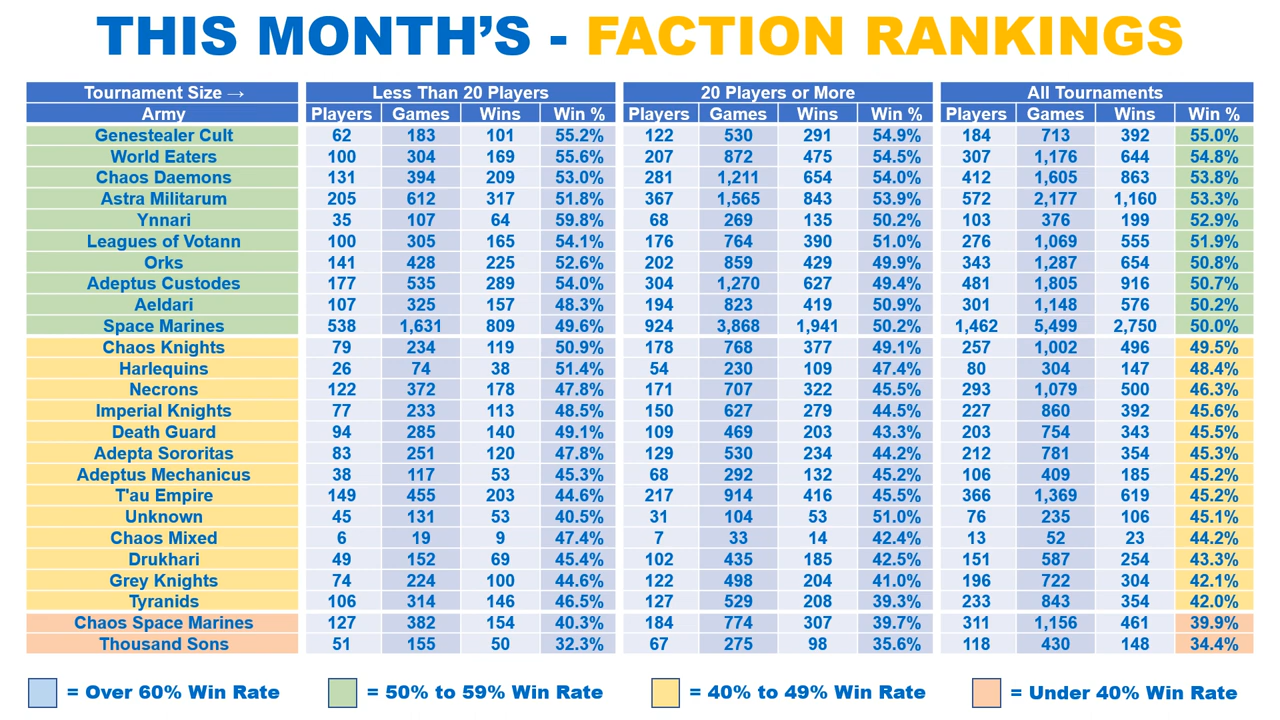 THIS MONTH'S - FACTION RANKINGS
Tournament Size → Less Than 20 Players 20 Players or More All Tournaments
Army Players Games Wins Win % Players Games Wins Win % Players Games Wins Win %
Genestealer Cult 62 183 101 55.2% 122 530 291 54.9% 184 713 392 55.0%
World Eaters 100 304 169 55.6% 207 872 475 54.5% 307 1,176 644 54.8%
Chaos Daemons 131 394 209 53.0% 281 1,211 654 54.0% 412 1,605 863 53.8%
Astra Militarum 205 612 317 51.8% 367 1,565 843 53.9% 572 2,177 1,160 53.3%
Ynnari 35 107 64 59.8% 68 269 135 50.2% 103 376 199 52.9%
Leagues of Votann 100 305 165 54.1% 176 764 390 51.0% 276 1,069 555 51.9%
Orks 141 428 225 52.6% 202 859 429 49.9% 343 1,287 654 50.8%
Adeptus Custodes 177 535 289 54.0% 304 1,270 627 49.4% 481 1,805 916 50.7%
Aeldari 107 325 157 48.3% 194 823 419 50.9% 301 1,148 576 50.2%
Space Marines 538 1,631 809 49.6% 924 3,868 1,941 50.2% 1,462 5,499 2,750 50.0%
Chaos Knights 79 234 119 50.9% 178 768 377 49.1% 257 1,002 496 49.5%
Harlequins 26 74 38 51.4% 54 230 109 47.4% 80 304 147 48.4%
Necrons 122 372 178 47.8% 171 707 322 45.5% 293 1,079 500 46.3%
Imperial Knights 77 233 113 48.5% 150 627 279 44.5% 227 860 392 45.6%
Death Guard 94 285 140 49.1% 109 469 203 43.3% 203 754 343 45.5%
Adepta Sororitas 83 251 120 47.8% 129 530 234 44.2% 212 781 354 45.3%
Adeptus Mechanicus 38 117 53 45.3% 68 292 132 45.2% 106 409 185 45.2%
T'au Empire 149 455 203 44.6% 217 914 416 45.5% 366 1,369 619 45.2%
Unknown 45 131 53 40.5% 31 104 53 51.0% 76 235 106 45.1%
Chaos Mixed 6 19 9 47.4% 7 33 14 42.4% 13 52 23 44.2%
Drukhari 49 152 69 45.4% 102 435 185 42.5% 151 587 254 43.3%
Grey Knights 74 224 100 44.6% 122 498 204 41.0% 196 722 304 42.1%
Tyranids 106 314 146 46.5% 127 529 208 39.3% 233 843 354 42.0%
Chaos Space Marines 127 382 154 40.3% 184 774 307 39.7% 311 1,156 461 39.9%
Thousand Sons 51 155 50 32.3% 67 275 98 35.6% 118 430 148 34.4%
= Over 60% Win Rate = 50% to 59% Win Rate = 40% to 49% Win Rate = Under 40% Win Rate